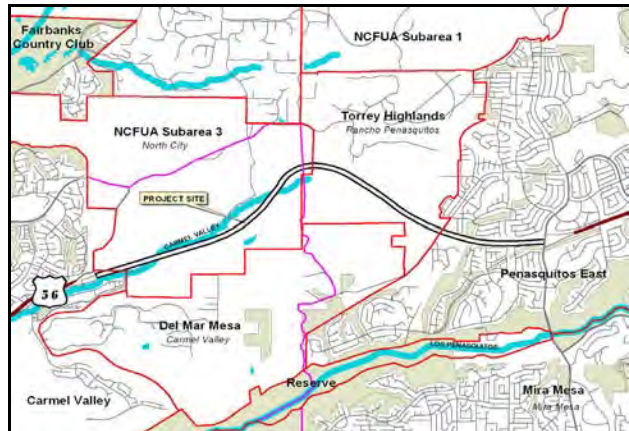 Fairbanks
Country Club
NCFUA Subarea 1
Torrey Highlands
Rancho Penasquitos
NCFUA Subarea 3
North City
PROJECT SITE
CARMEL VALLEY
Penasquitos East
56
Del Mar Mesa
Carmel Valley
LOS PENASQUITOS
Reserve
Carmel Valley
Mira Mesa
Mira Mesa